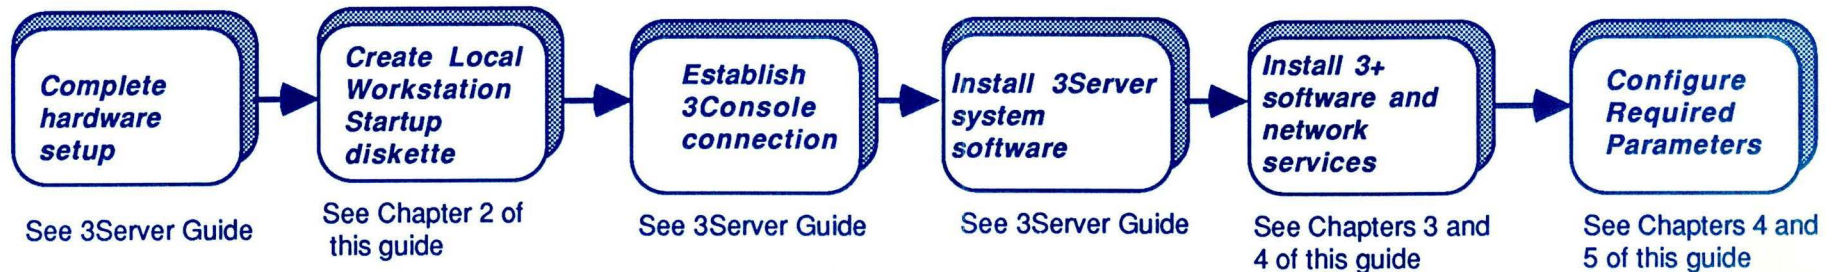 Complete
hardware
setup
See 3Server Guide
Create Local
Workstation
Startup
diskette
See Chapter 2 of
this guide
Establish
3Console
connection
See 3Server Guide
Install 3Server
system
software
See 3Server Guide
Install 3+
software and
network
services
See Chapters 3 and
4 of this guide
Configure
Required
Parameters
See Chapters 4 and
5 of this guide